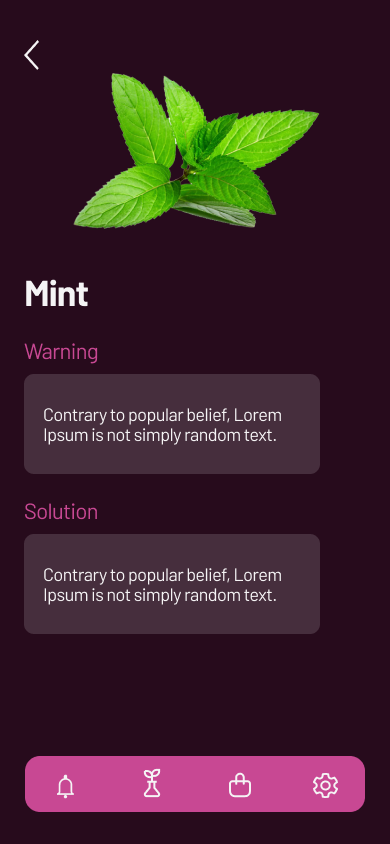 Mint
Warning
Contrary to popular belief, Lorem
Ipsum is not simply random text.
Solution
Contrary to popular belief, Lorem
Ipsum is not simply random text.